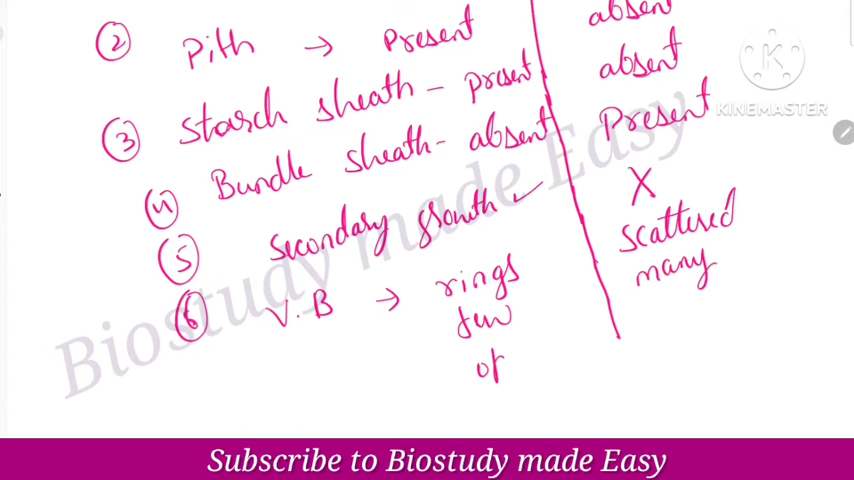 absent
② Pith → Present absent
③ Starch sheath - present Present
④ Bundle sheath - absent X
⑤ Secondary growth ✓ scattered
⑥ V.B → rings many
few
of
KINEMASTER
Biostudy made Easy
Subscribe to Biostudy made Easy